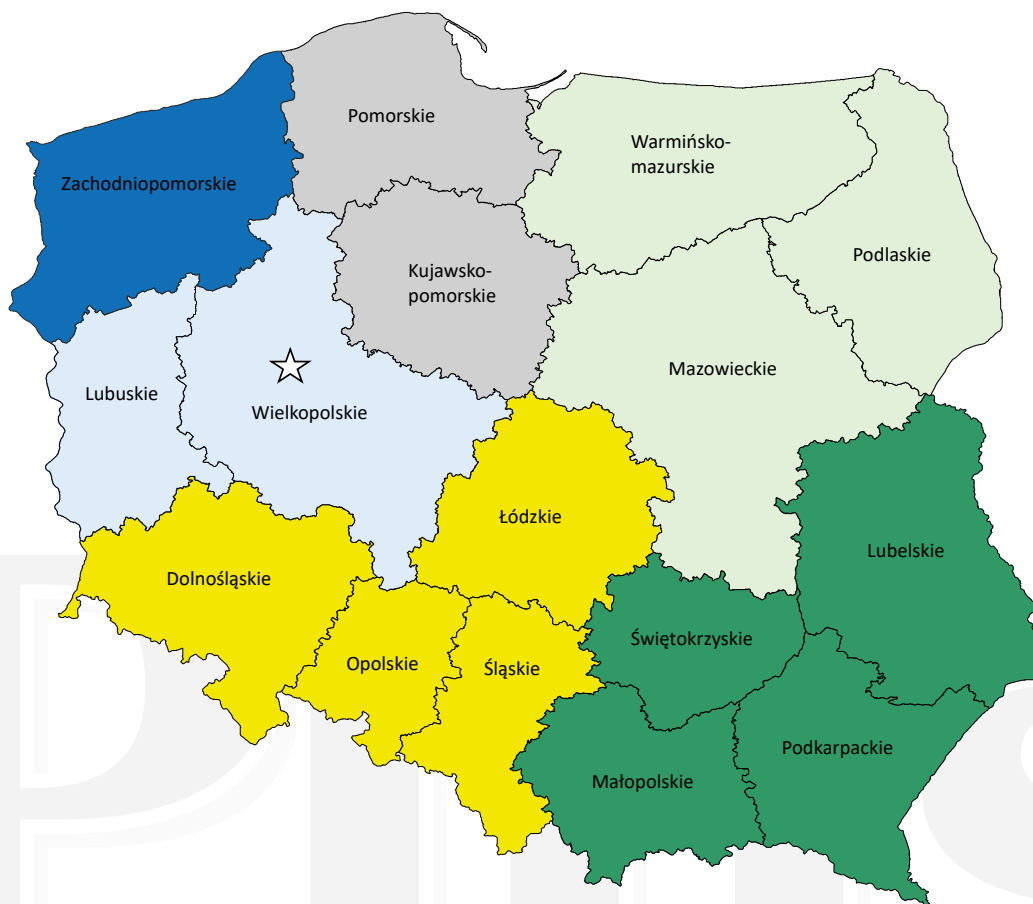 Pomorskie
Warmińsko-
mazurskie
Zachodniopomorskie
Podlaskie
Kujawsko-
pomorskie
Mazowieckie
Lubuskie
Wielkopolskie
Łódzkie
Lubelskie
Dolnośląskie
Świętokrzyskie
Opolskie
Śląskie
Podkarpackie
Małopolskie